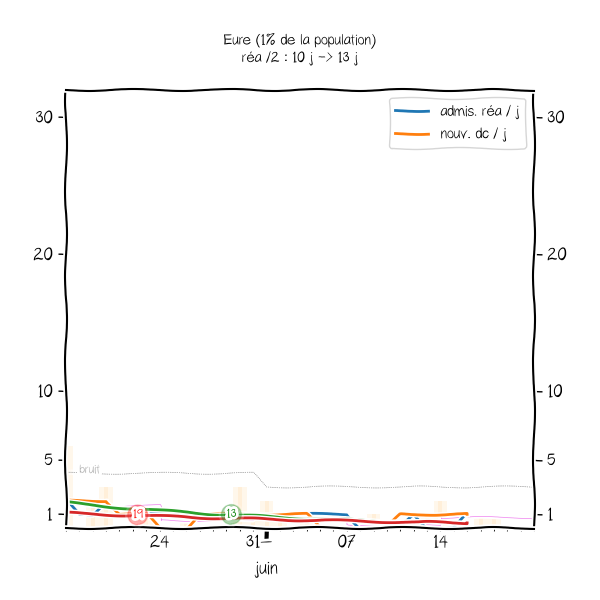 Eure (1% de la population)
réa /2 : 10 j -> 13 j
admis. réa / j
nouv. dc / j
30
30
20
20
10
10
5
5
bruit
1
19
13
1
24
31
07
14
juin